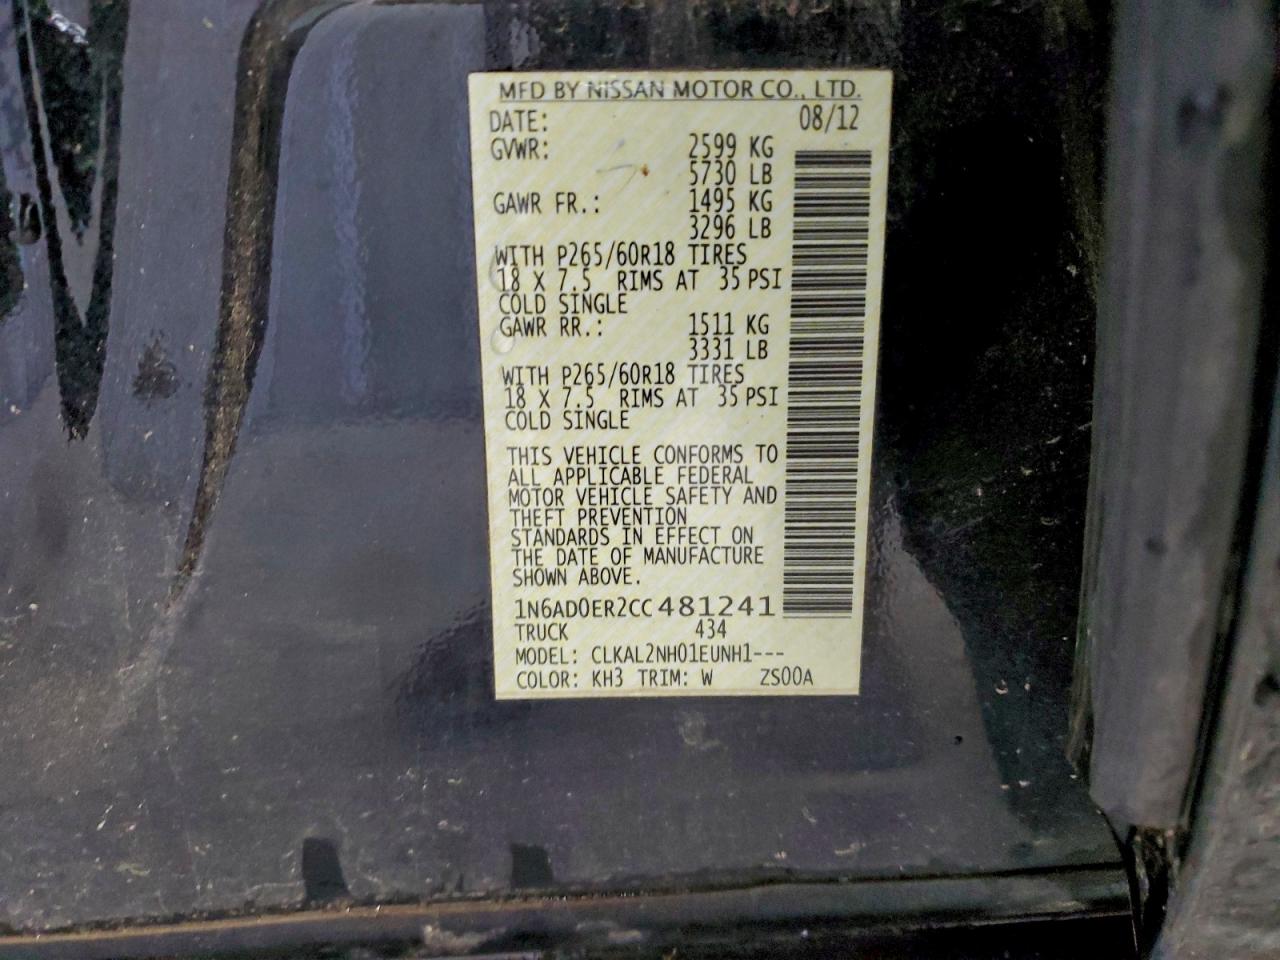 MFD BY NISSAN MOTOR CO., LTD.
DATE: 08/12
GVWR: 2599 KG
5730 LB
GAWR FR.: 1495 KG
3296 LB
WITH P265/60R18 TIRES
18 X 7.5 RIMS AT 35 PSI
COLD SINGLE
GAWR RR.: 1511 KG
3331 LB
WITH P265/60R18 TIRES
18 X 7.5 RIMS AT 35 PSI
COLD SINGLE
THIS VEHICLE CONFORMS TO
ALL APPLICABLE FEDERAL
MOTOR VEHICLE SAFETY AND
THEFT PREVENTION
STANDARDS IN EFFECT ON
THE DATE OF MANUFACTURE
SHOWN ABOVE.
1N6AD0ER2CC481241
TRUCK 434
MODEL: CLKAL2NH01EUNH1---
COLOR: KH3 TRIM: W ZS00A